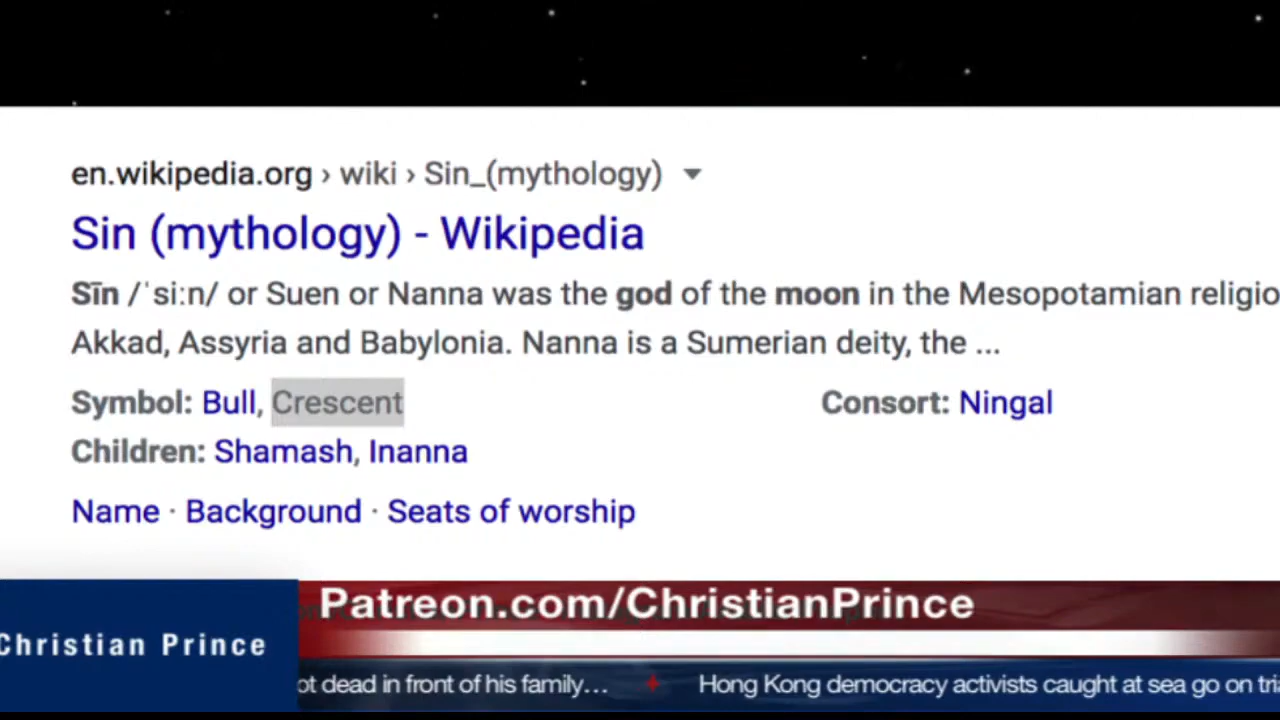 en.wikipedia.org › wiki › Sin_(mythology)
Sin (mythology) - Wikipedia
Sīn /ˈsiːn/ or Suen or Nanna was the god of the moon in the Mesopotamian religio
Akkad, Assyria and Babylonia. Nanna is a Sumerian deity, the ...
Symbol: Bull, Crescent
Consort: Ningal
Children: Shamash, Inanna
Name · Background · Seats of worship
Patreon.com/ChristianPrince
Christian Prince
ot dead in front of his family… Hong Kong democracy activists caught at sea go on tri